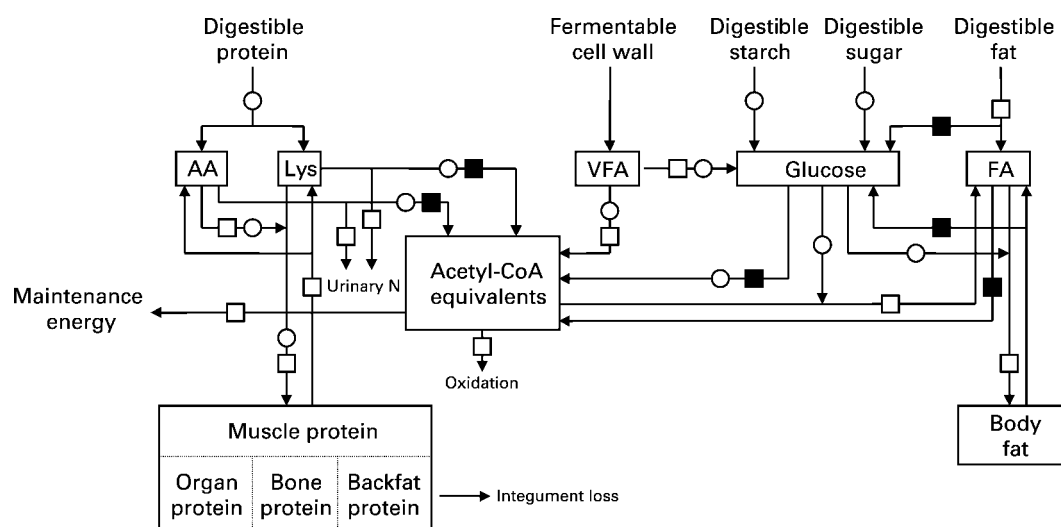 Digestible
protein
Fermentable
cell wall
Digestible
starch
Digestible
sugar
Digestible
fat
AA
Lys
VFA
Glucose
FA
Urinary N
Acetyl-CoA
equivalents
Maintenance
energy
Oxidation
Muscle protein
Organ
protein
Bone
protein
Backfat
protein
Integument loss
Body
fat